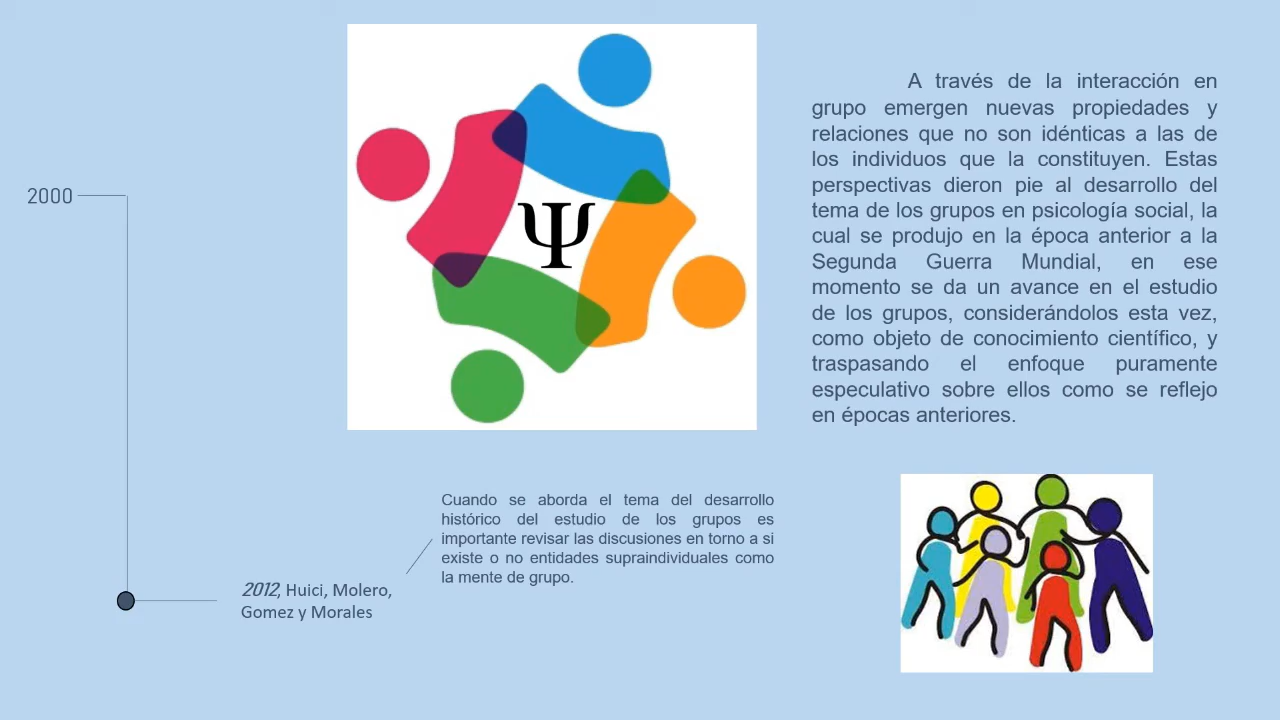 2000
Ψ
A través de la interacción en
grupo emergen nuevas propiedades y
relaciones que no son idénticas a las de
los individuos que la constituyen. Estas
perspectivas dieron pie al desarrollo del
tema de los grupos en psicología social, la
cual se produjo en la época anterior a la
Segunda Guerra Mundial, en ese
momento se da un avance en el estudio
de los grupos, considerándolos esta vez,
como objeto de conocimiento científico, y
traspasando el enfoque puramente
especulativo sobre ellos como se reflejo
en épocas anteriores.
Cuando se aborda el tema del desarrollo
histórico del estudio de los grupos es
importante revisar las discusiones en torno a si
existe o no entidades supraindividuales como
la mente de grupo.
2012, Huici, Molero,
Gomez y Morales